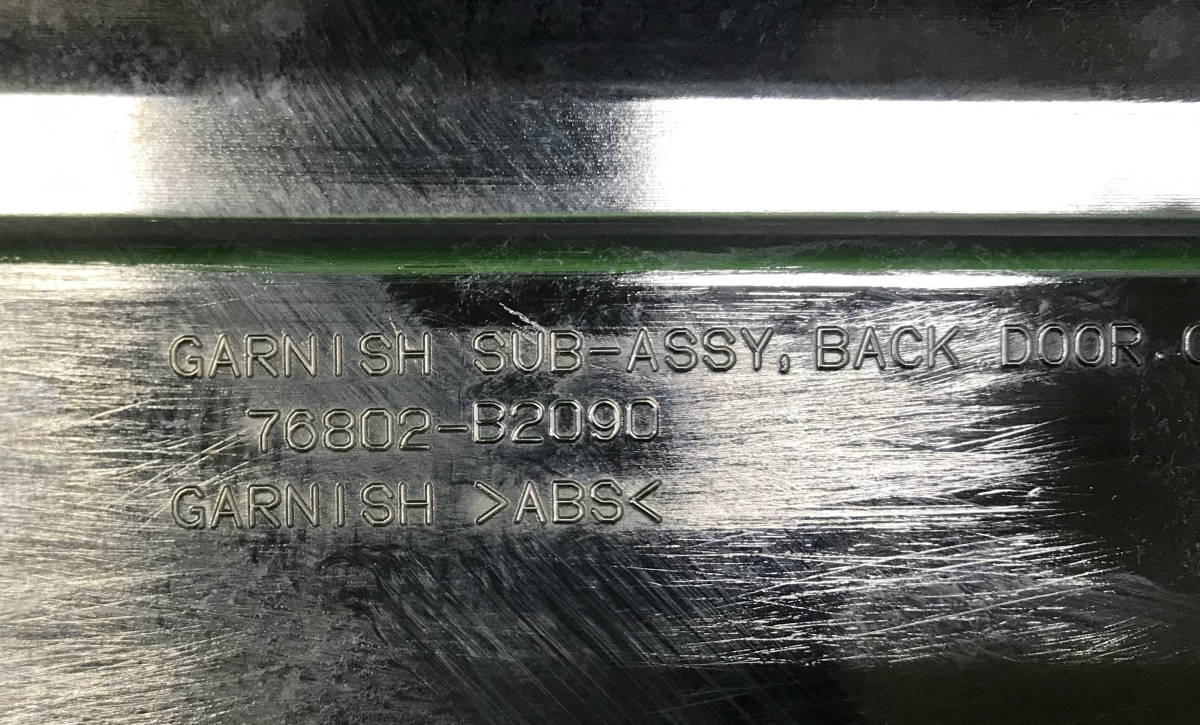 GARNISH SUB-ASSY, BACK DOOR.
76802-B2090
GARNISH >ABS<